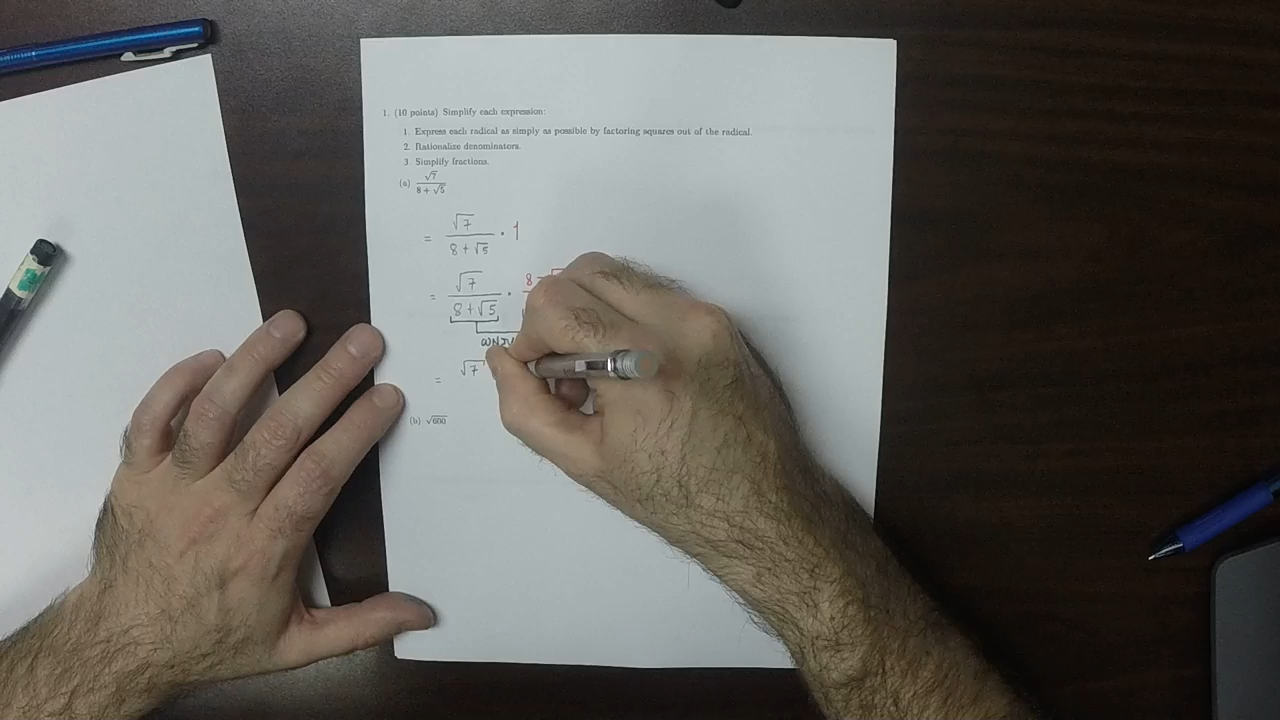 1. (10 points) Simplify each expression:
1. Express each radical as simply as possible by factoring squares out of the radical.
2. Rationalize denominators.
3 Simplify fractions.
(a) √7 / 8 + √5
= √7 / 8 + √5 · 1
= √7 / 8 + √5 · 8 -
= √7
(b) √600